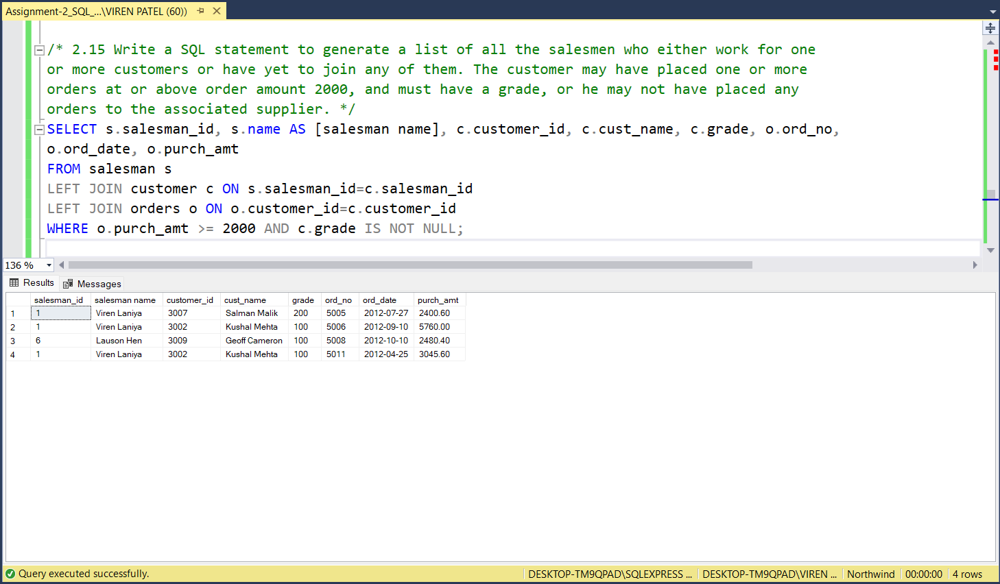 Assignment-2_SQL_...\VIREN PATEL (60))
/* 2.15 Write a SQL statement to generate a list of all the salesmen who either work for one
or more customers or have yet to join any of them. The customer may have placed one or more
orders at or above order amount 2000, and must have a grade, or he may not have placed any
orders to the associated supplier. */
SELECT s.salesman_id, s.name AS [salesman name], c.customer_id, c.cust_name, c.grade, o.ord_no,
o.ord_date, o.purch_amt
FROM salesman s
LEFT JOIN customer c ON s.salesman_id=c.salesman_id
LEFT JOIN orders o ON o.customer_id=c.customer_id
WHERE o.purch_amt >= 2000 AND c.grade IS NOT NULL;
136 %
Results Messages
salesman_id salesman name customer_id cust_name grade ord_no ord_date purch_amt
1 1 Viren Laniya 3007 Salman Malik 200 5005 2012-07-27 2400.60
2 1 Viren Laniya 3002 Kushal Mehta 100 5006 2012-09-10 5760.00
3 6 Lauson Hen 3009 Geoff Cameron 100 5008 2012-10-10 2480.40
4 1 Viren Laniya 3002 Kushal Mehta 100 5011 2012-04-25 3045.60
Query executed successfully. DESKTOP-TM9QPAD\SQLEXPRESS ... DESKTOP-TM9QPAD\VIREN ... Northwind 00:00:00 4 rows